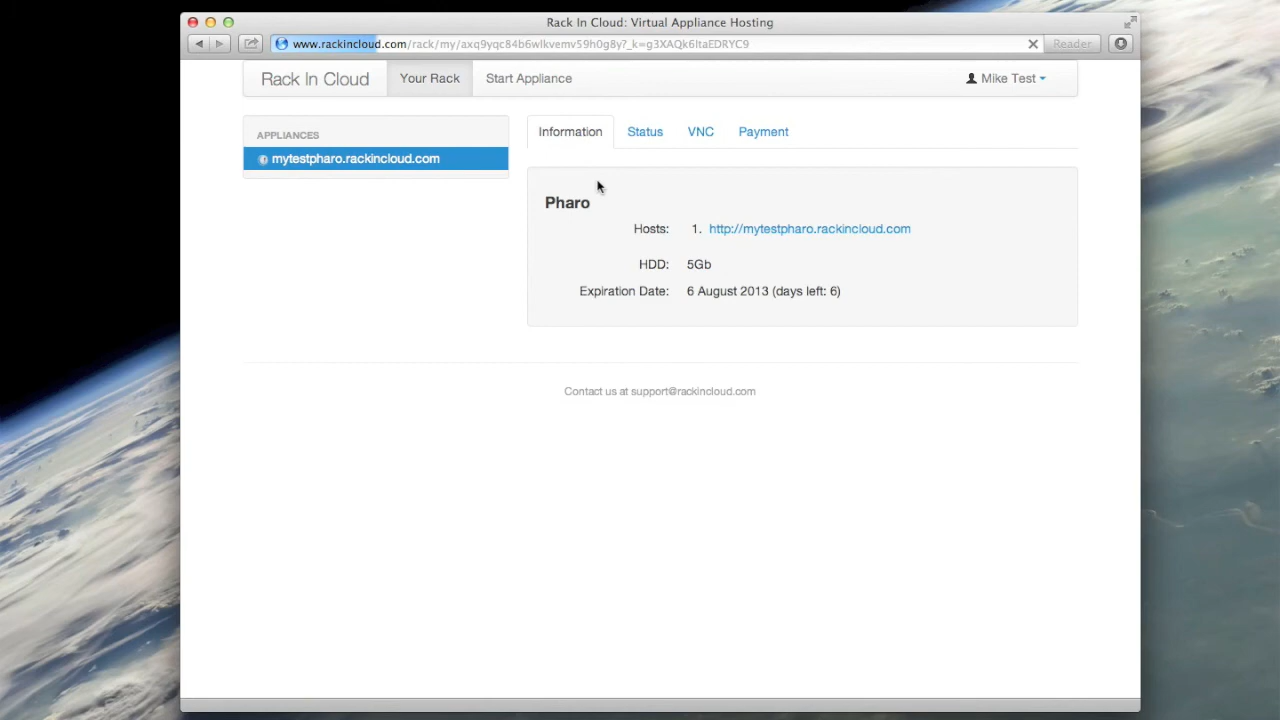 Rack In Cloud: Virtual Appliance Hosting
www.rackincloud.com/rack/my/axq9yqc84b6wlkvemv59h0g8y?_k=g3XAQk6ItaEDRYC9
Reader
Rack In Cloud Your Rack Start Appliance Mike Test
APPLIANCES
mytestpharo.rackincloud.com
Information Status VNC Payment
Pharo
Hosts: 1. http://mytestpharo.rackincloud.com
HDD: 5Gb
Expiration Date: 6 August 2013 (days left: 6)
Contact us at support@rackincloud.com